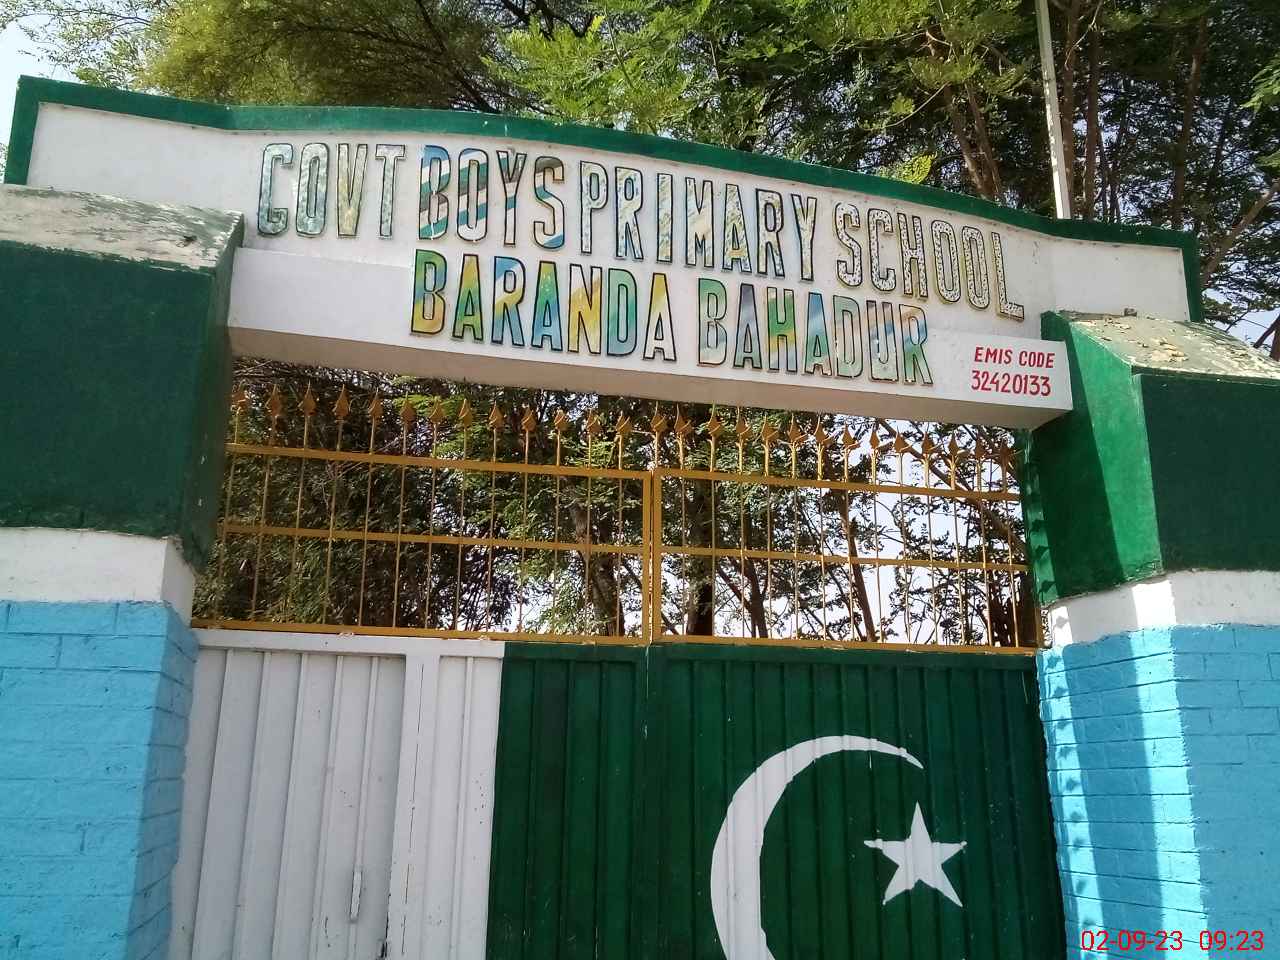 GOVT BOYS PRIMARY SCHOOL
BARANDA BAHADUR
EMIS CODE
32420133
02-09-23 09:23